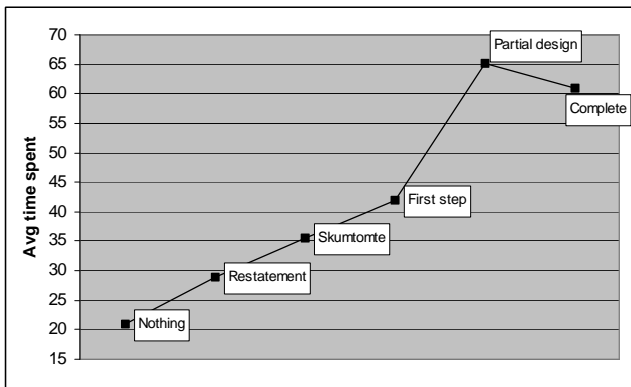 70
65
60
55
50
45
40
35
30
25
20
15
Avg time spent
Partial design
Complete
First step
Skumtomte
Restatement
Nothing